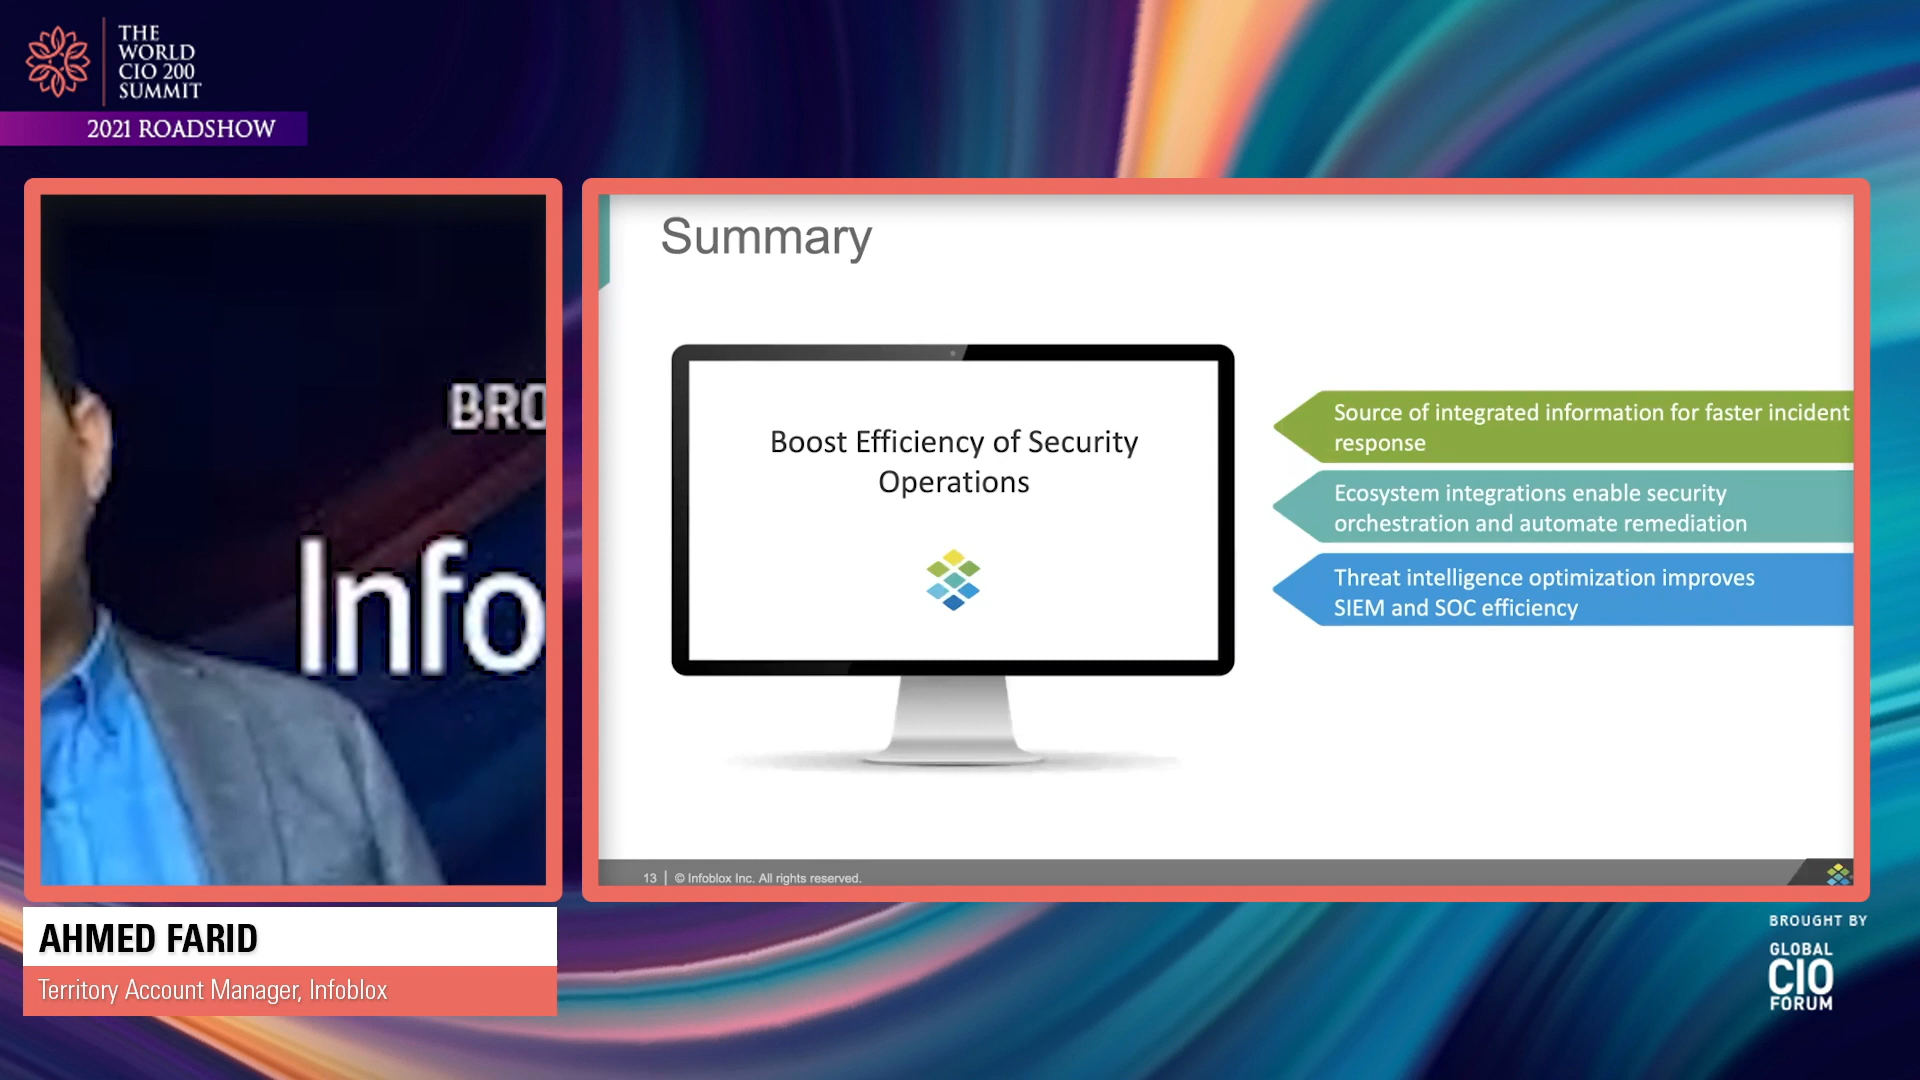 THE
WORLD
CIO 200
SUMMIT
2021 ROADSHOW
BRO
Info
AHMED FARID
Territory Account Manager, Infoblox
Summary
Boost Efficiency of Security
Operations
Source of integrated information for faster incident
response
Ecosystem integrations enable security
orchestration and automate remediation
Threat intelligence optimization improves
SIEM and SOC efficiency
13 | © Infoblox Inc. All rights reserved.
BROUGHT BY
GLOBAL
CIO
FORUM